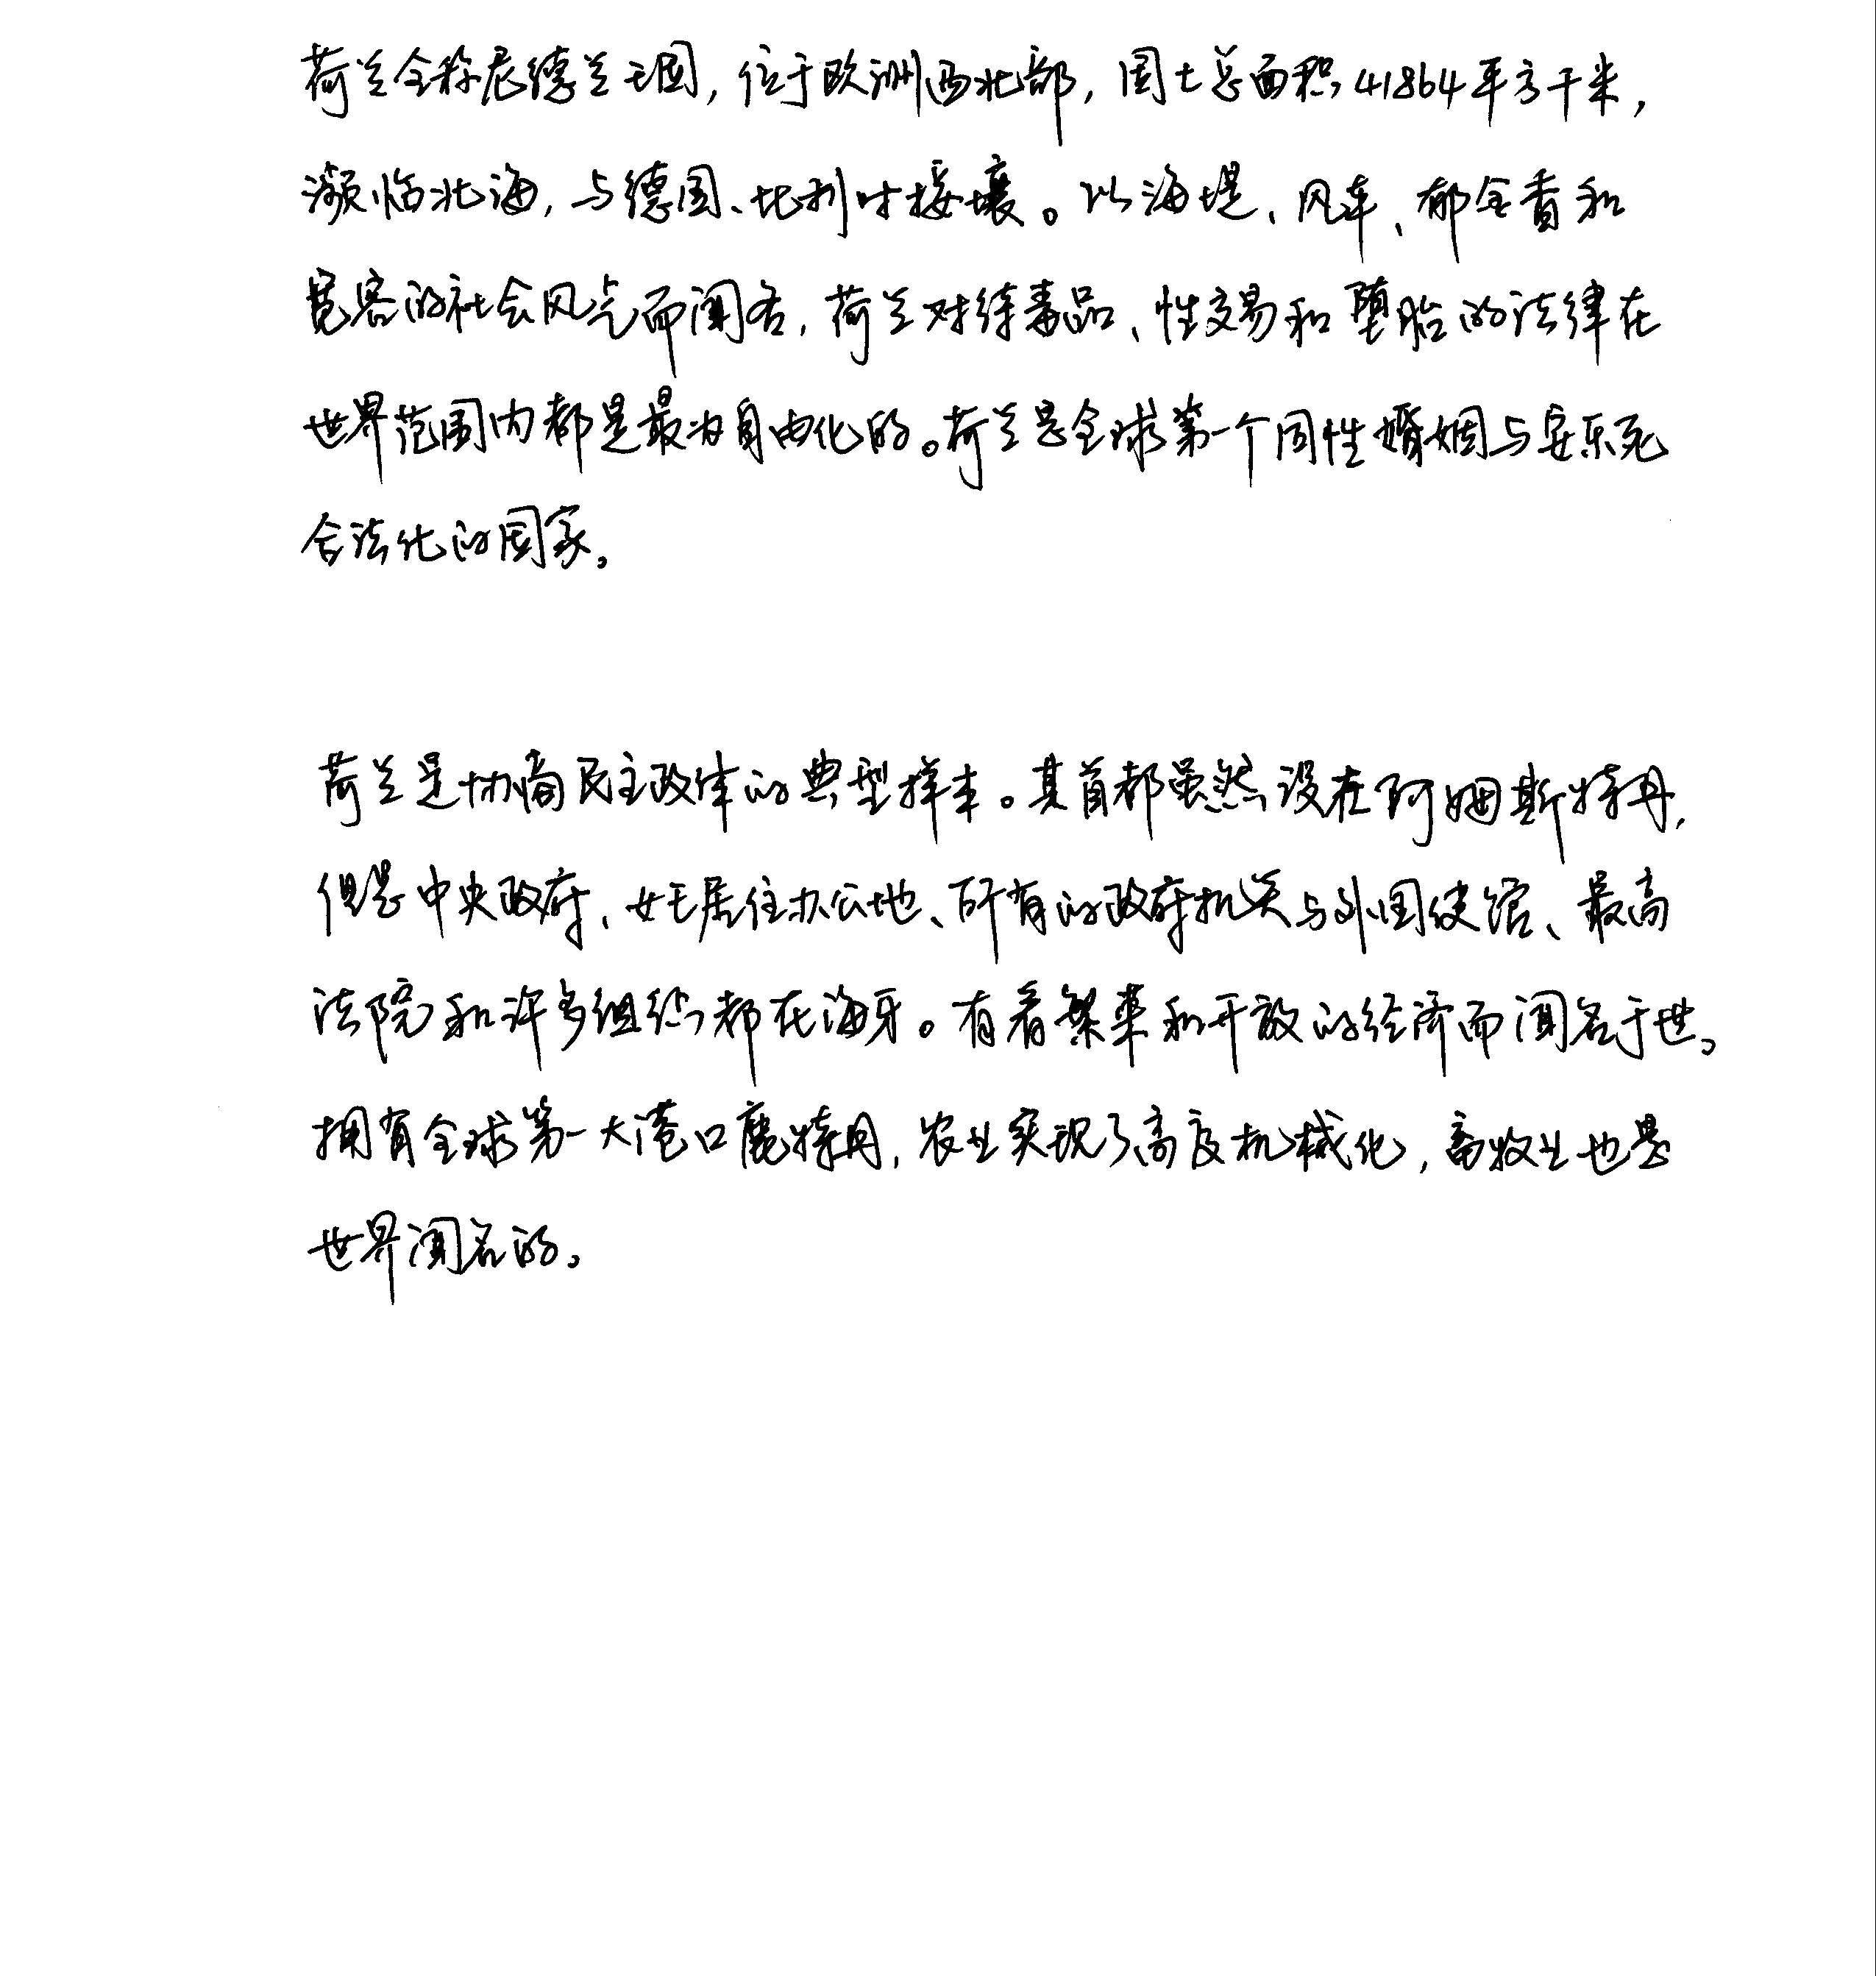 荷兰全称尼德兰王国，位于欧洲西北部，国土总面积41864平方千米，
濒临北海，与德国、比利时接壤。以海堤、风车、郁金香和
宽容的社会风气而闻名，荷兰对待毒品、性交易和堕胎的法律在
世界范围内都是最为自由化的。荷兰是全球第一个同性婚姻与安乐死
合法化的国家。
荷兰是协商民主政体的典型样本。其首都虽然设在阿姆斯特丹，
但是中央政府、女王居住办公地、所有的政府机关与外国使馆、最高
法院和许多组织都在海牙。有着繁荣和开放的经济而闻名于世。
拥有全球第一大港口鹿特丹，农业实现了高度机械化，畜牧业也是
世界闻名的。